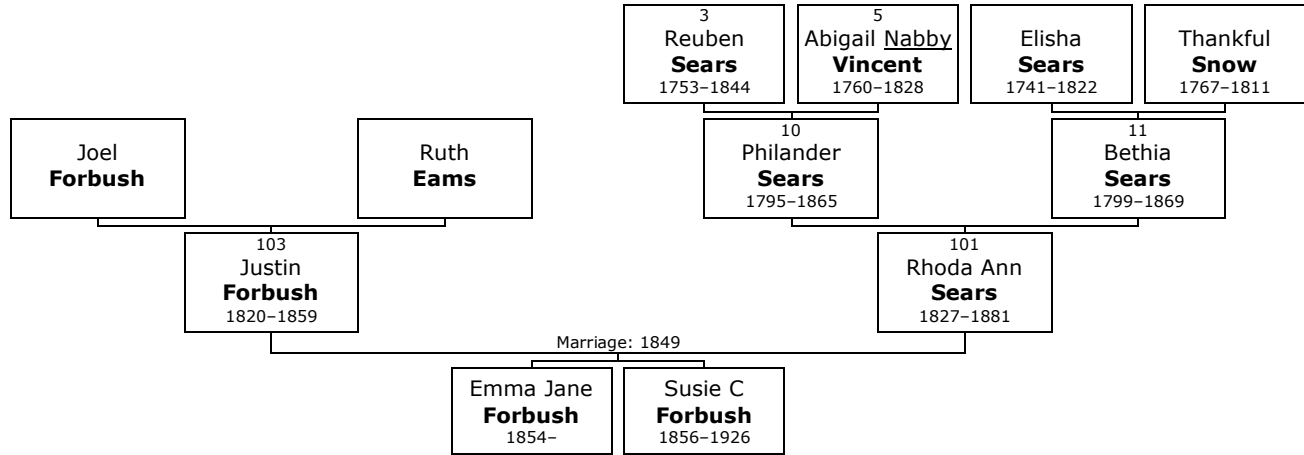 3
Reuben
Sears
1753–1844
5
Abigail Nabby
Vincent
1760–1828
Elisha
Sears
1741–1822
Thankful
Snow
1767–1811
Joel
Forbush
Ruth
Eams
10
Philander
Sears
1795–1865
11
Bethia
Sears
1799–1869
103
Justin
Forbush
1820–1859
101
Rhoda Ann
Sears
1827–1881
Marriage: 1849
Emma Jane
Forbush
1854–
Susie C
Forbush
1856–1926